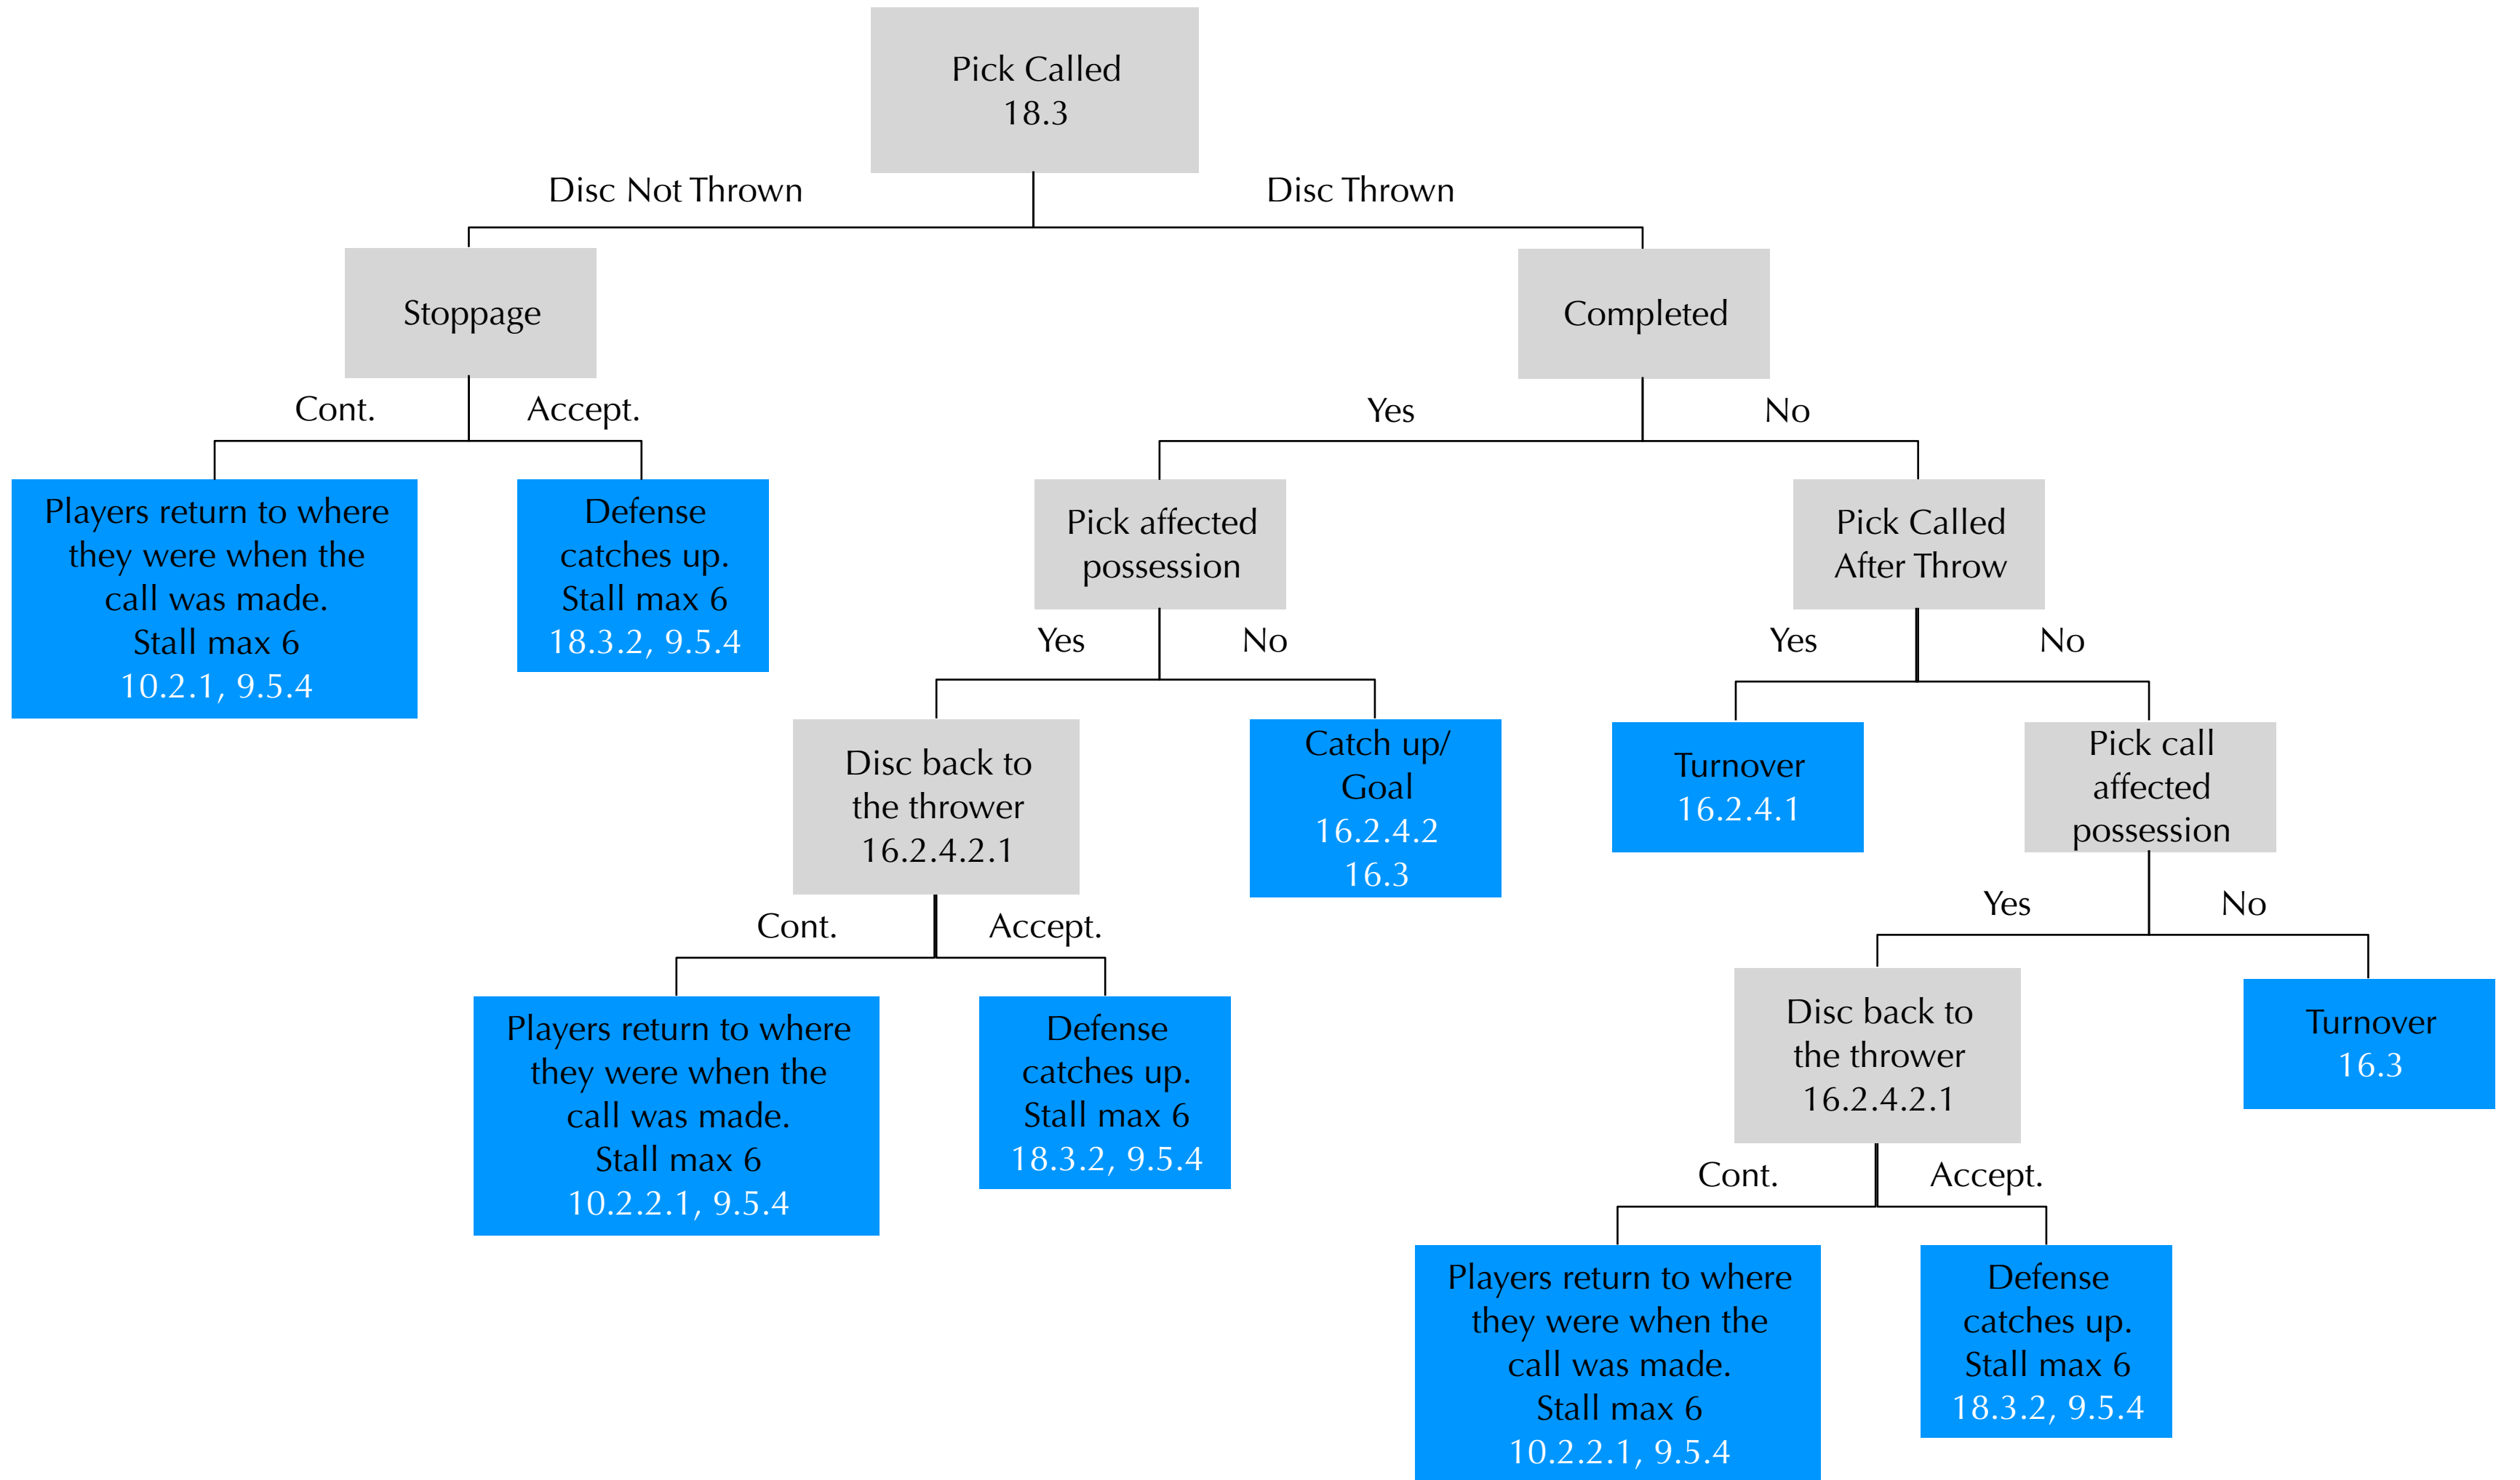 Pick Called
18.3
Disc Not Thrown
Disc Thrown
Stoppage
Completed
Cont.
Accept.
Yes
No
Players return to where
they were when the
call was made.
Stall max 6
10.2.1, 9.5.4
Defense
catches up.
Stall max 6
18.3.2, 9.5.4
Pick affected
possession
Pick Called
After Throw
Yes
No
Yes
No
Disc back to
the thrower
16.2.4.2.1
Catch up/
Goal
16.2.4.2
16.3
Turnover
16.2.4.1
Pick call
affected
possession
Cont.
Accept.
Yes
No
Players return to where
they were when the
call was made.
Stall max 6
10.2.2.1, 9.5.4
Defense
catches up.
Stall max 6
18.3.2, 9.5.4
Disc back to
the thrower
16.2.4.2.1
Turnover
16.3
Cont.
Accept.
Players return to where
they were when the
call was made.
Stall max 6
10.2.2.1, 9.5.4
Defense
catches up.
Stall max 6
18.3.2, 9.5.4